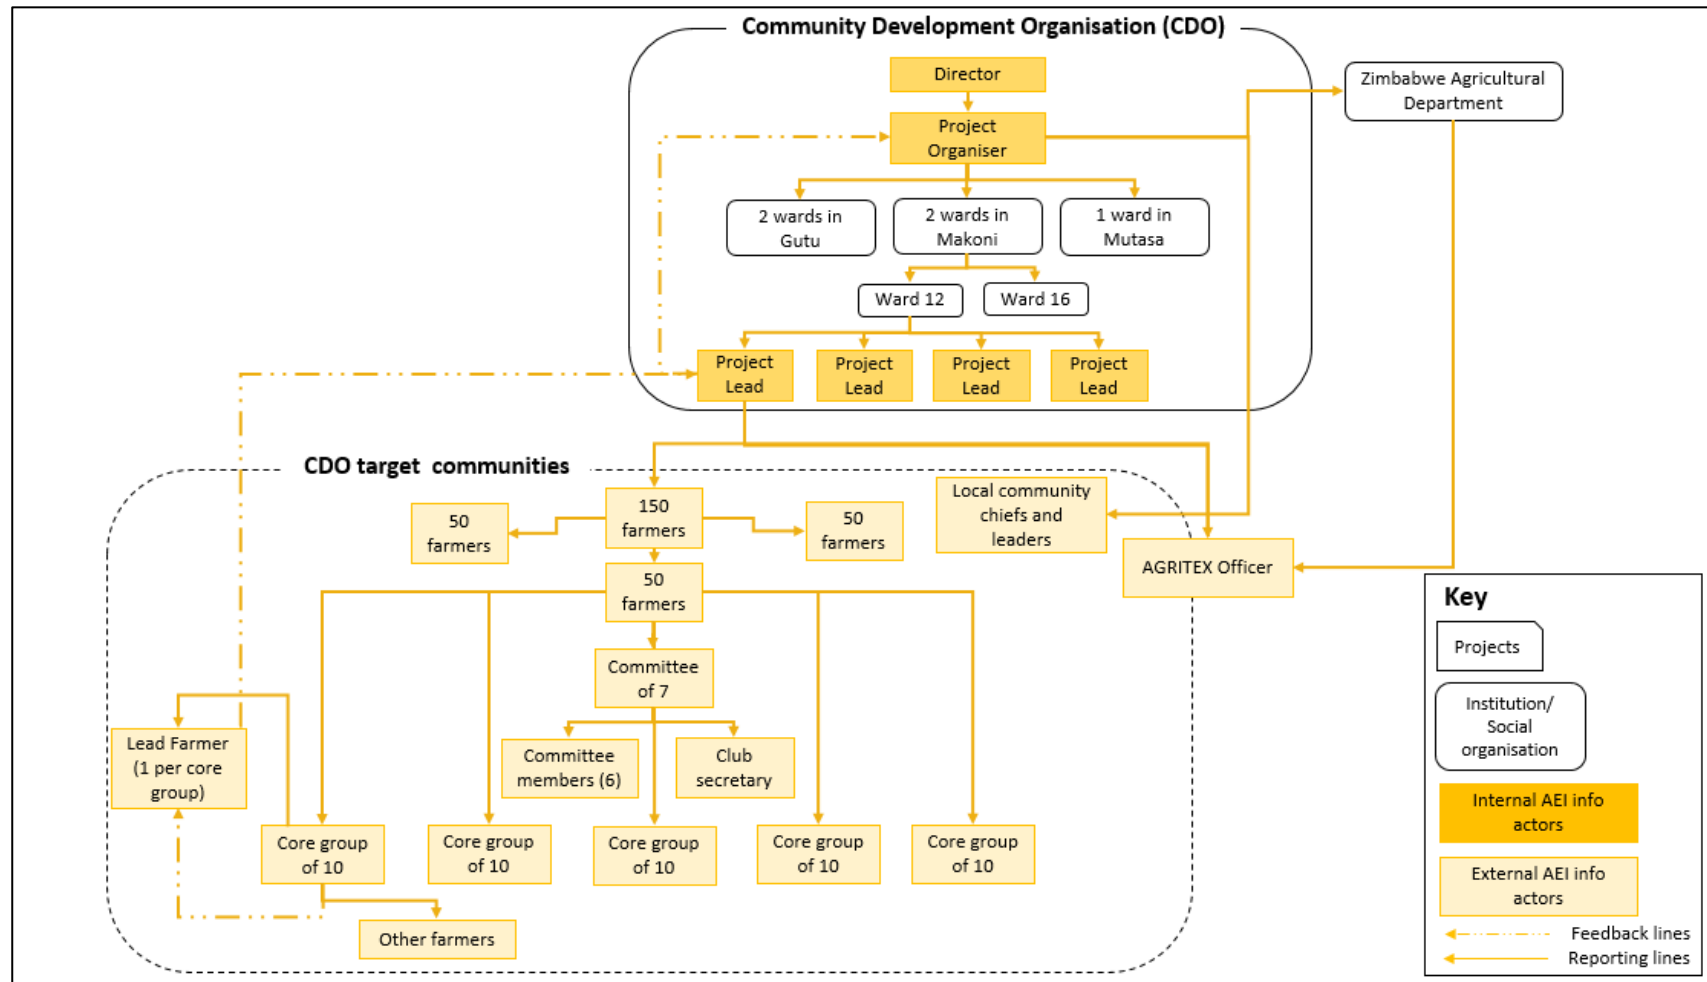 Community Development Organisation (CDO)
Director
Zimbabwe Agricultural
Department
Project
Organiser
2 wards in
Gutu
2 wards in
Makoni
1 ward in
Mutasa
Ward 12
Ward 16
Project
Lead
Project
Lead
Project
Lead
Project
Lead
CDO target communities
50
farmers
150
farmers
50
farmers
Local community
chiefs and
leaders
AGRITEX Officer
50
farmers
Committee
of 7
Lead Farmer
(1 per core
group)
Committee
members (6)
Club
secretary
Core group
of 10
Core group
of 10
Core group
of 10
Core group
of 10
Core group
of 10
Other farmers
Key
Projects
Institution/
Social
organisation
Internal AEI info
actors
External AEI info
actors
Feedback lines
Reporting lines